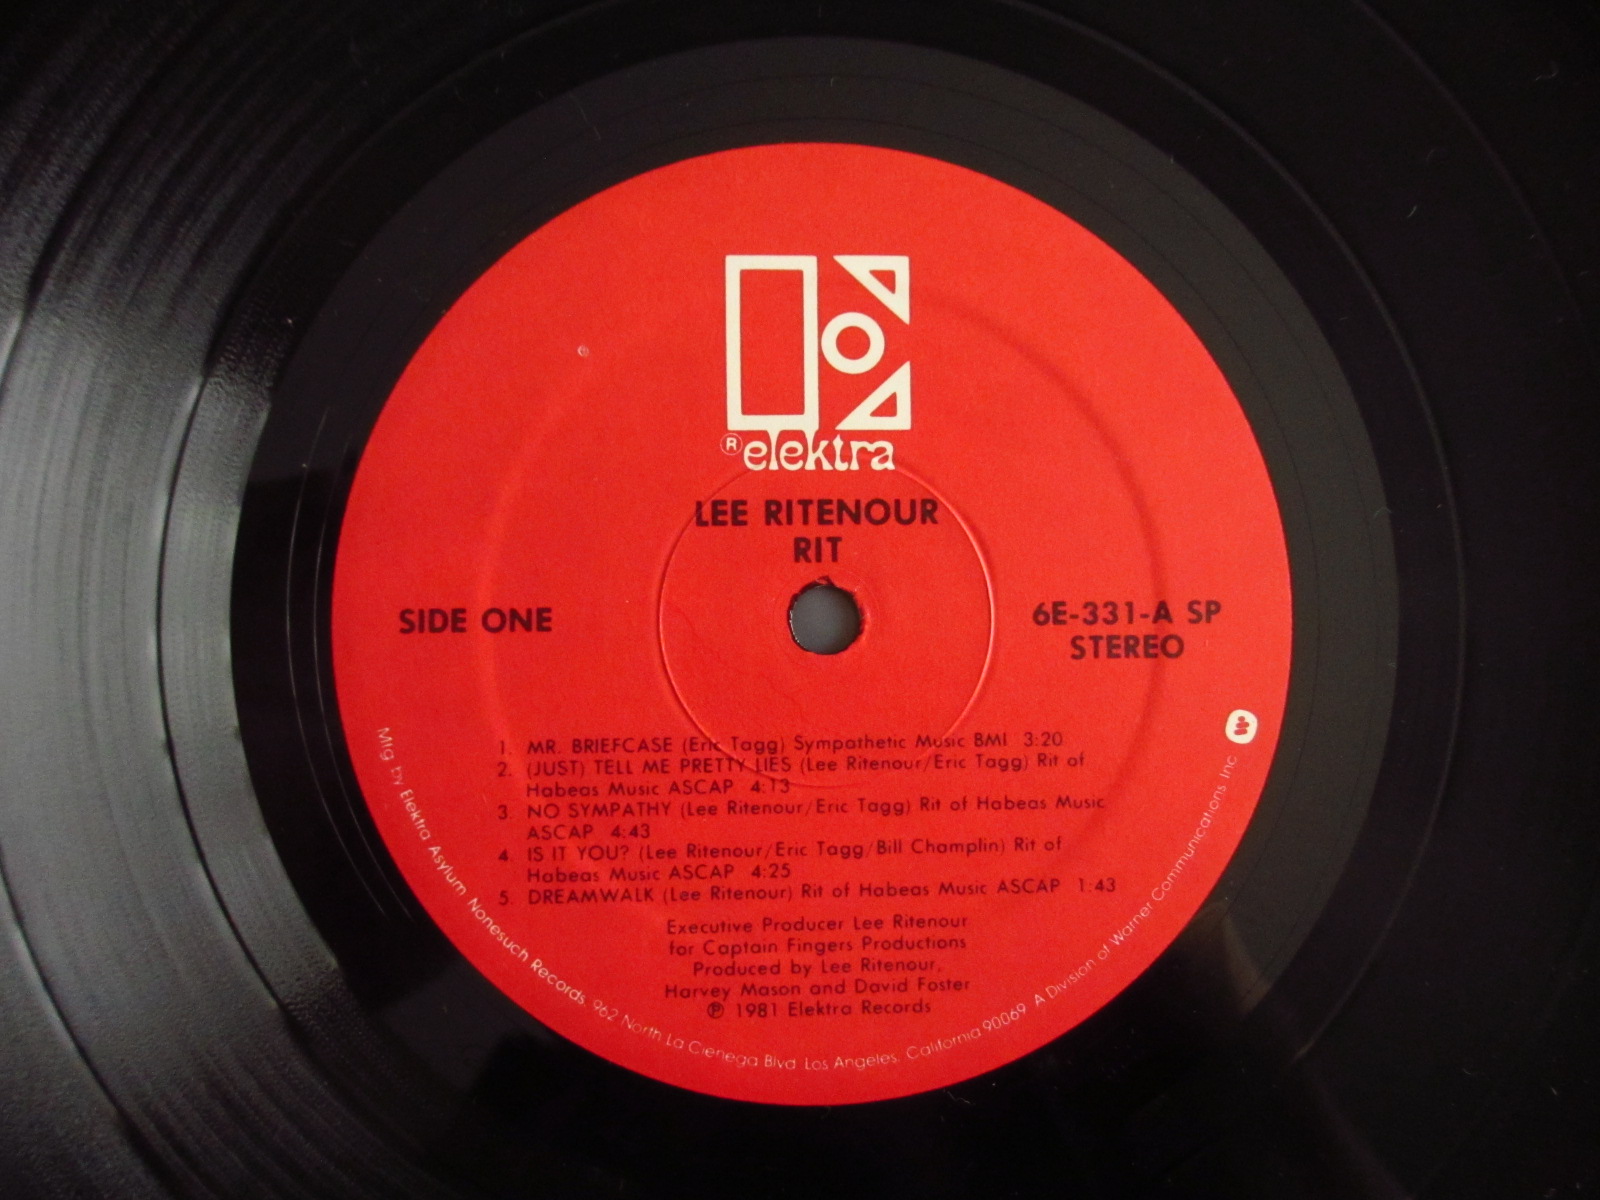 ® elektra
LEE RITENOUR
RIT
SIDE ONE
6E-331-A SP
STEREO
1. MR. BRIEFCASE (Eric Tagg) Sympathetic Music BMI 3:20
2. (JUST) TELL ME PRETTY LIES (Lee Ritenour/Eric Tagg) Rit of
Habeas Music ASCAP 4:13
3. NO SYMPATHY (Lee Ritenour/Eric Tagg) Rit of Habeas Music
ASCAP 4:43
4. IS IT YOU? (Lee Ritenour/Eric Tagg/Bill Champlin) Rit of
Habeas Music ASCAP 4:25
5. DREAMWALK (Lee Ritenour) Rit of Habeas Music ASCAP 1:43
Executive Producer Lee Ritenour
for Captain Fingers Productions
Produced by Lee Ritenour,
Harvey Mason and David Foster
℗ 1981 Elektra Records
Mfg by Elektra Asylum Nonesuch Records, 962 North La Cienega Blvd Los Angeles, California 90069 A Division of Warner Communications Inc